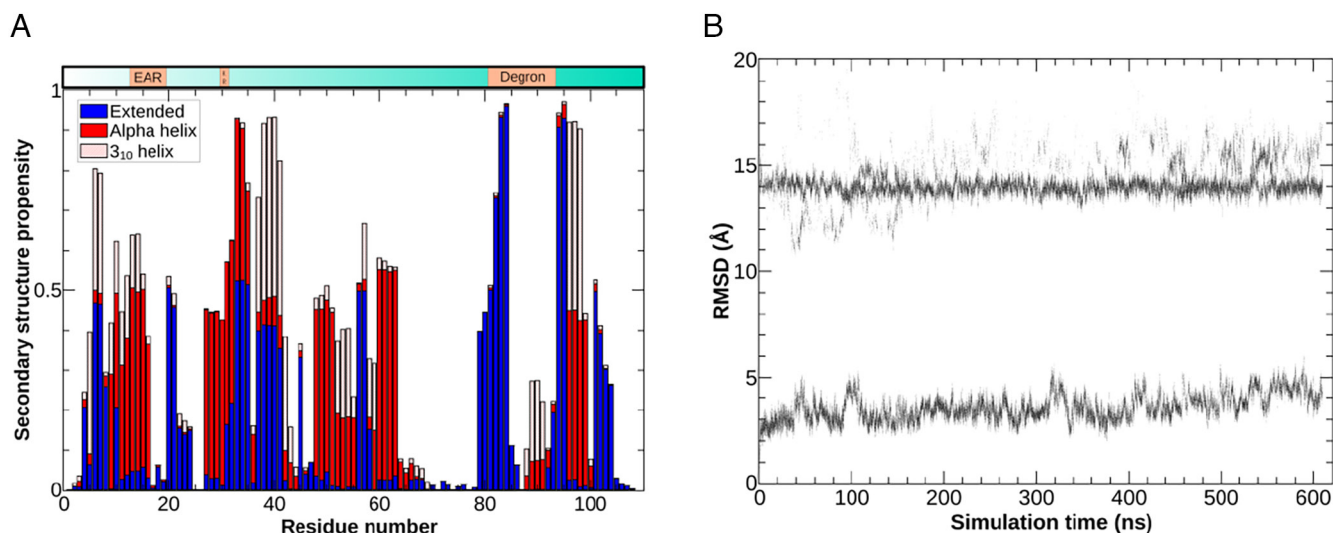 A
B
EAR
K
R
Degron
1
0.5
0
Extended
Alpha helix
3₁₀ helix
Secondary structure propensity
0 20 40 60 80 100
Residue number
20
15
10
5
0
RMSD (Å)
0 100 200 300 400 500 600
Simulation time (ns)